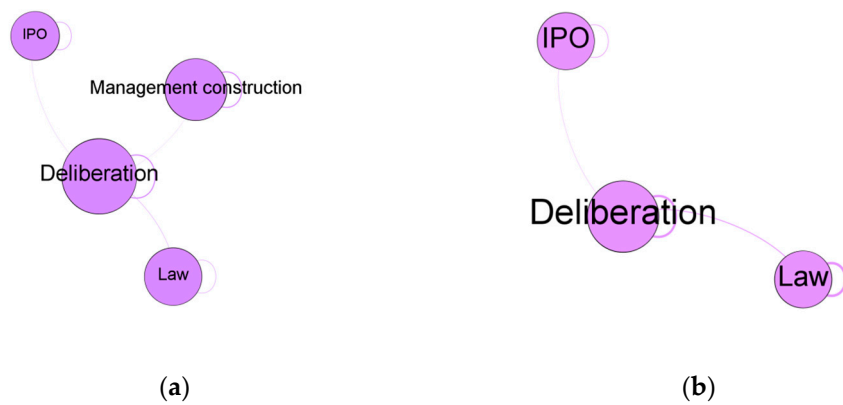 IPO
Management construction
Deliberation
Law
(a)
IPO
Deliberation
Law
(b)